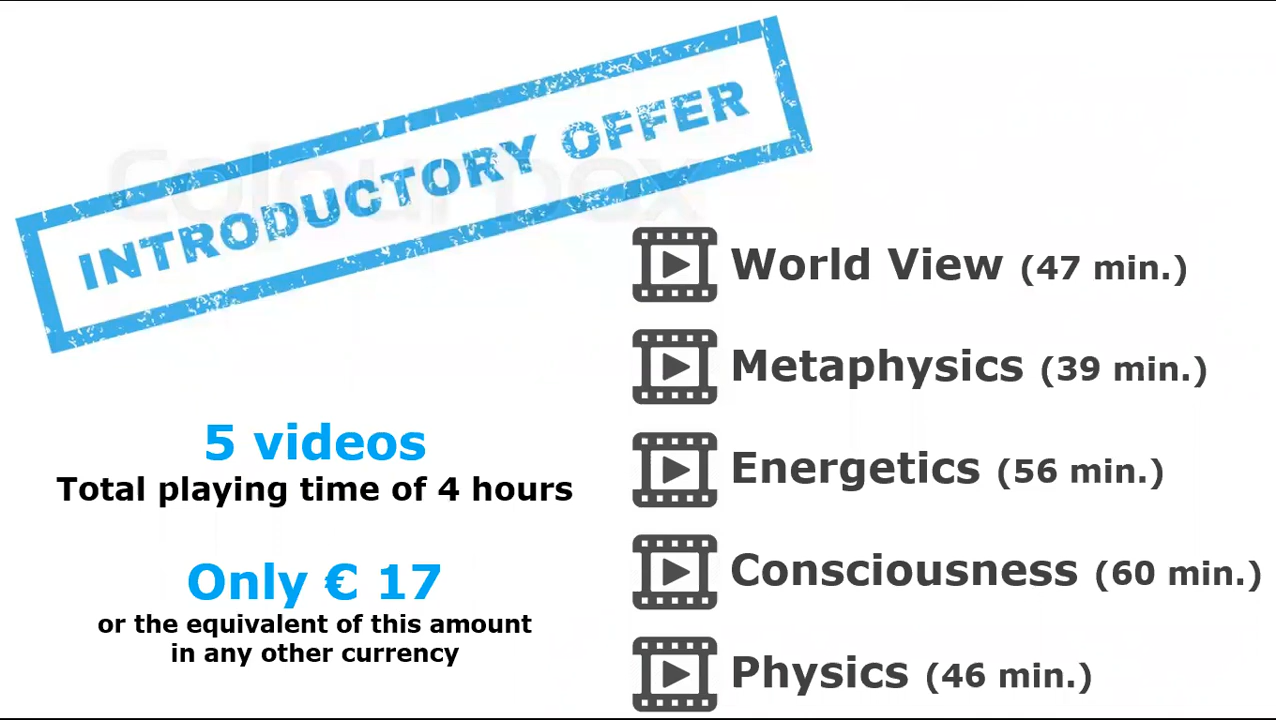 INTRODUCTORY OFFER
colourbox
World View (47 min.)
Metaphysics (39 min.)
Energetics (56 min.)
Consciousness (60 min.)
Physics (46 min.)
5 videos
Total playing time of 4 hours
Only € 17
or the equivalent of this amount
in any other currency